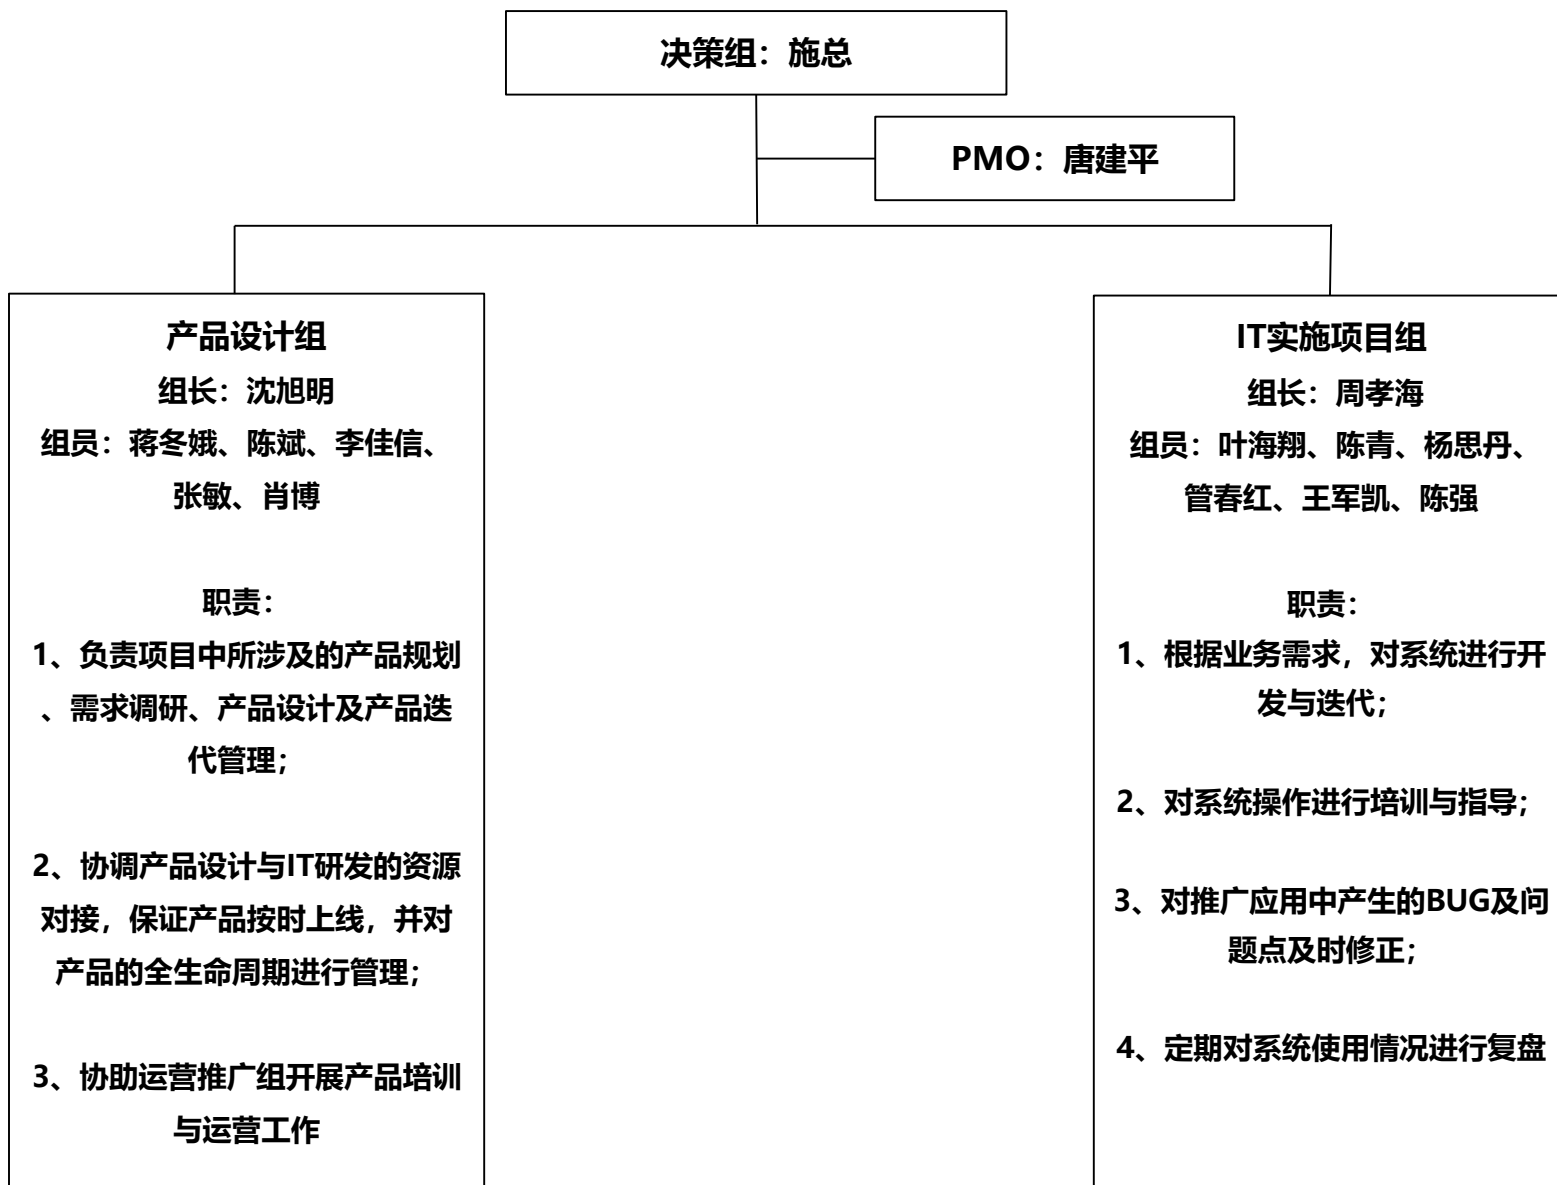 决策组：施总
PMO：唐建平
产品设计组
组长：沈旭明
组员：蒋冬娥、陈斌、李佳信、
张敏、肖博
职责：
1、负责项目中所涉及的产品规划
、需求调研、产品设计及产品迭
代管理；
2、协调产品设计与IT研发的资源
对接，保证产品按时上线，并对
产品的全生命周期进行管理；
3、协助运营推广组开展产品培训
与运营工作
IT实施项目组
组长：周孝海
组员：叶海翔、陈青、杨思丹、
管春红、王军凯、陈强
职责：
1、根据业务需求，对系统进行开
发与迭代；
2、对系统操作进行培训与指导；
3、对推广应用中产生的BUG及问
题点及时修正；
4、定期对系统使用情况进行复盘